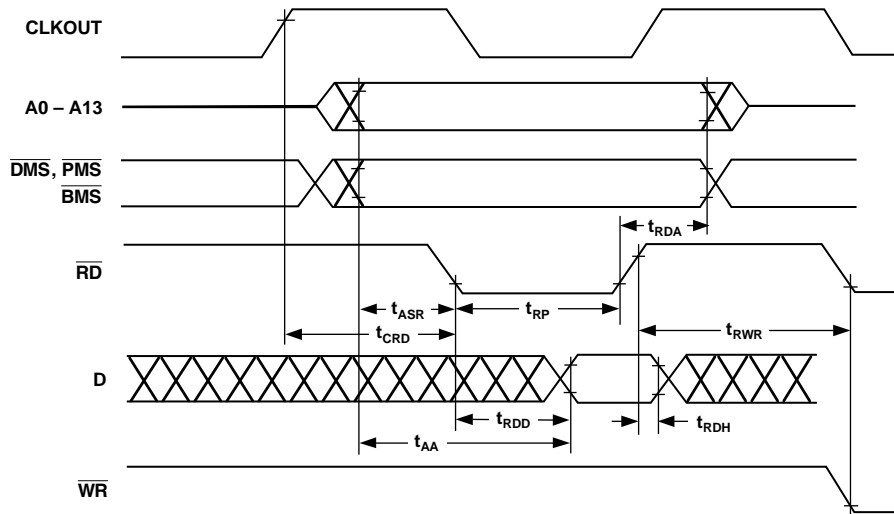 CLKOUT
A0 – A13
DMS, PMS
BMS
tRDA
RD
tASR
tRP
tCRD
tRWR
D
tRDD
tRDH
tAA
WR